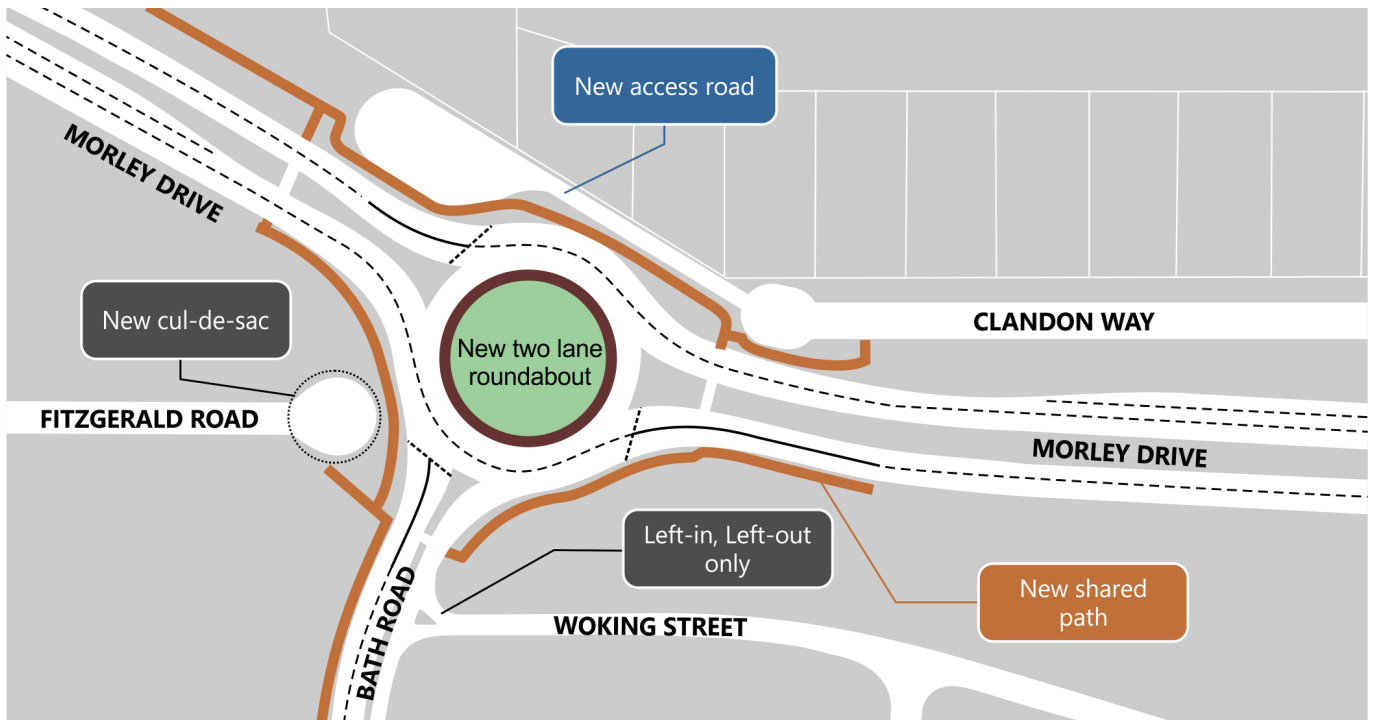 New access road
MORLEY DRIVE
New cul-de-sac
CLANDON WAY
New two lane
roundabout
FITZGERALD ROAD
MORLEY DRIVE
Left-in, Left-out
only
New shared
path
BATH ROAD
WOKING STREET